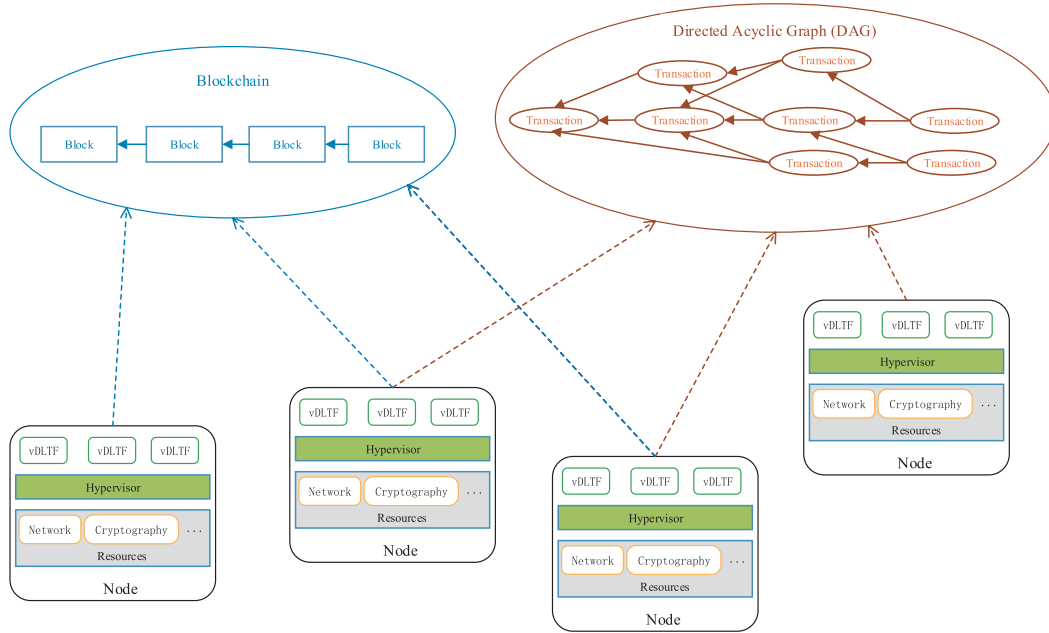 Directed Acyclic Graph (DAG)
Blockchain
Transaction
Transaction
Transaction
Transaction
Transaction
Transaction
Transaction
Transaction
Block
Block
Block
Block
vDLTF
vDLTF
vDLTF
Hypervisor
Network
Cryptography
...
Resources
Node
vDLTF
vDLTF
vDLTF
Hypervisor
Network
Cryptography
...
Resources
Node
vDLTF
vDLTF
vDLTF
Hypervisor
Network
Cryptography
...
Resources
Node
vDLTF
vDLTF
vDLTF
Hypervisor
Network
Cryptography
...
Resources
Node